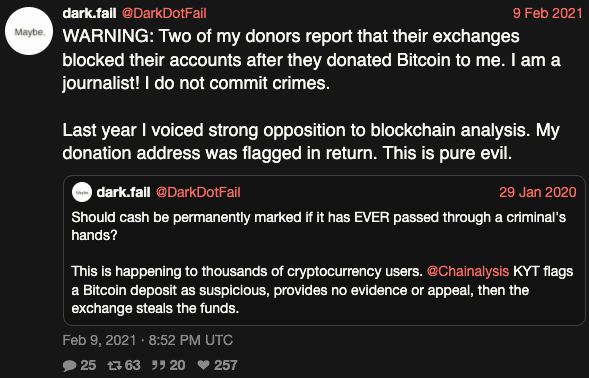 dark.fail @DarkDotFail 9 Feb 2021
Maybe.
WARNING: Two of my donors report that their exchanges
blocked their accounts after they donated Bitcoin to me. I am a
journalist! I do not commit crimes.
Last year I voiced strong opposition to blockchain analysis. My
donation address was flagged in return. This is pure evil.
dark.fail @DarkDotFail 29 Jan 2020
Should cash be permanently marked if it has EVER passed through a criminal's
hands?
This is happening to thousands of cryptocurrency users. @Chainalysis KYT flags
a Bitcoin deposit as suspicious, provides no evidence or appeal, then the
exchange steals the funds.
Feb 9, 2021 · 8:52 PM UTC
25 63 20 257